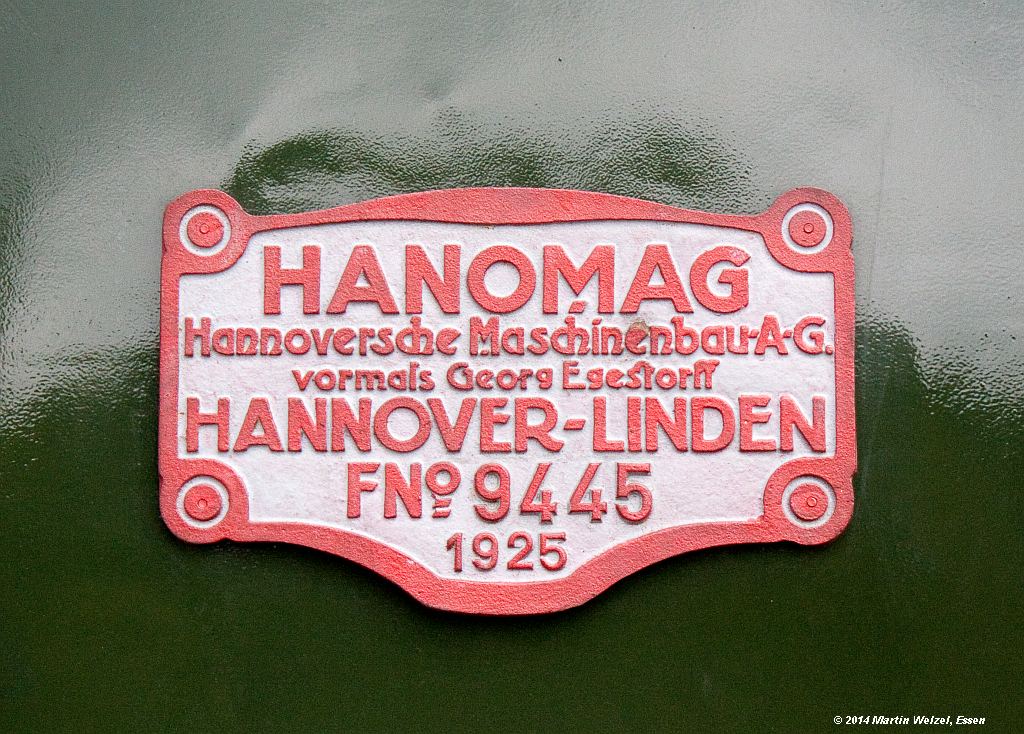 HANOMAG
Hannoversche Maschinenbau-A-G.
vormals Georg Egestorff
HANNOVER-LINDEN
FNº 9445
1925
© 2014 Martin Welzel, Essen